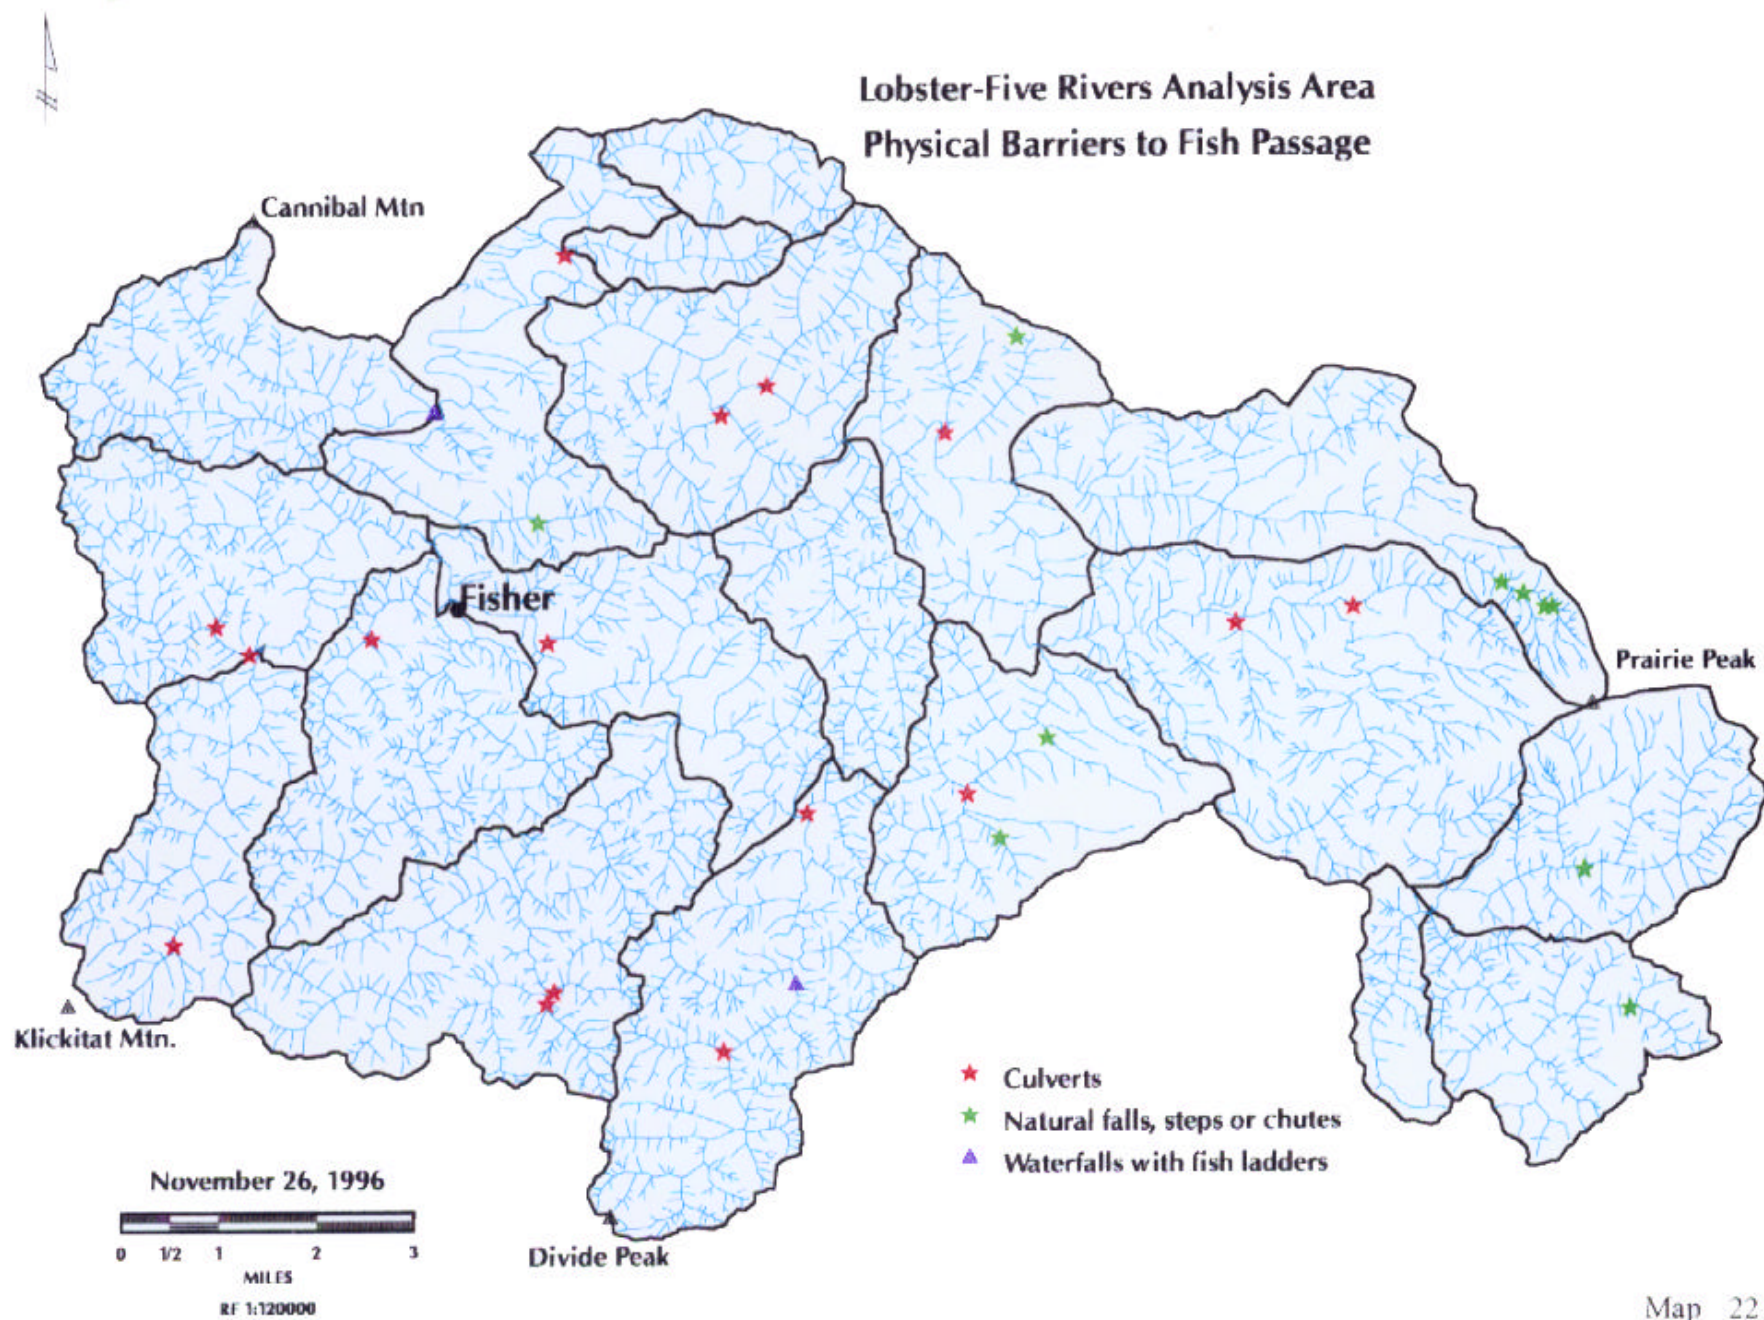 Lobster-Five Rivers Analysis Area
Physical Barriers to Fish Passage
Cannibal Mtn
Fisher
Prairie Peak
Klickitat Mtn.
Divide Peak
Culverts
Natural falls, steps or chutes
Waterfalls with fish ladders
November 26, 1996
0 1/2 1 2 3
MILES
RF 1:120000
Map 22